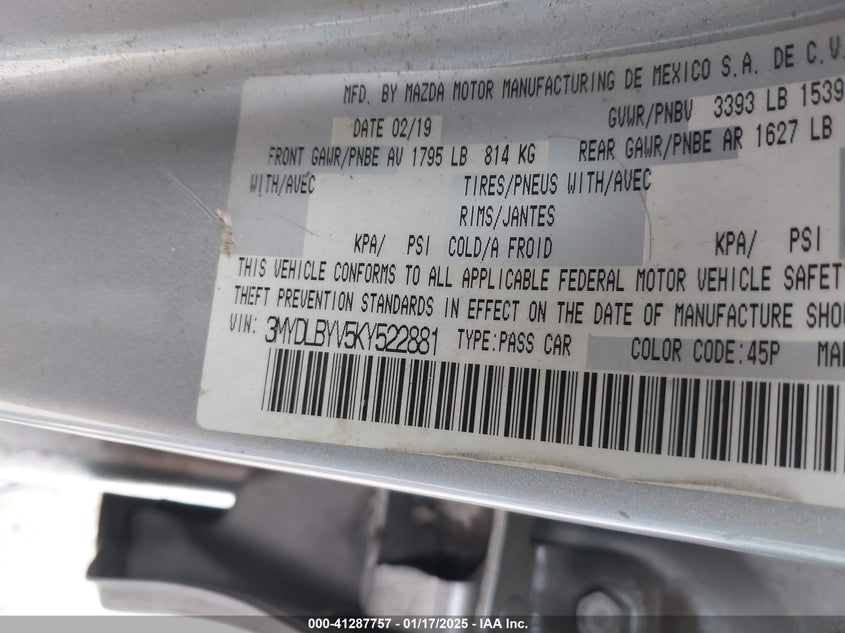 MFD. BY MAZDA MOTOR MANUFACTURING DE MEXICO S.A. DE C.V.
DATE 02/19 GVWR/PNBV 3393 LB 1539
FRONT GAWR/PNBE AV 1795 LB 814 KG REAR GAWR/PNBE AR 1627 LB
WITH/AVEC TIRES/PNEUS WITH/AVEC
RIMS/JANTES
KPA/ PSI COLD/A FROID KPA/ PSI
THIS VEHICLE CONFORMS TO ALL APPLICABLE FEDERAL MOTOR VEHICLE SAFETY
THEFT PREVENTION STANDARDS IN EFFECT ON THE DATE OF MANUFACTURE SHO
VIN: 3MYDLBYV5KY522881 TYPE:PASS CAR COLOR CODE:45P MA
000-41287757 - 01/17/2025 - IAA Inc.